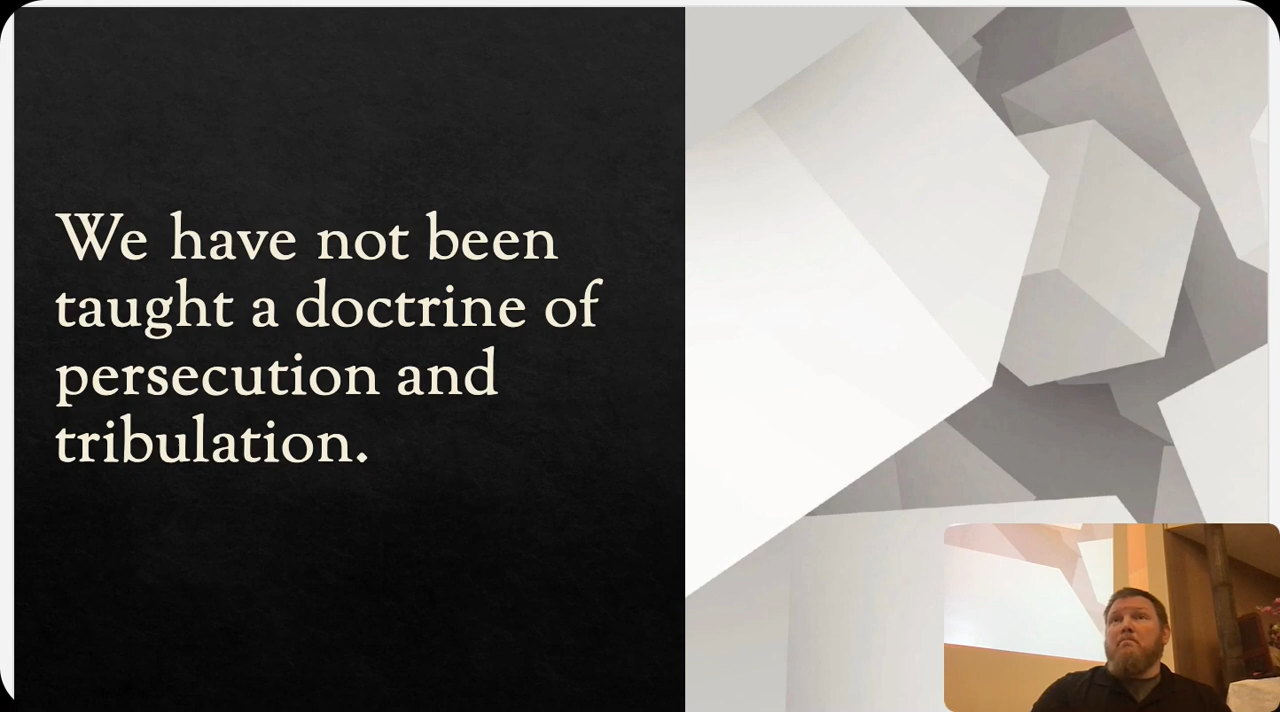 We have not been
taught a doctrine of
persecution and
tribulation.